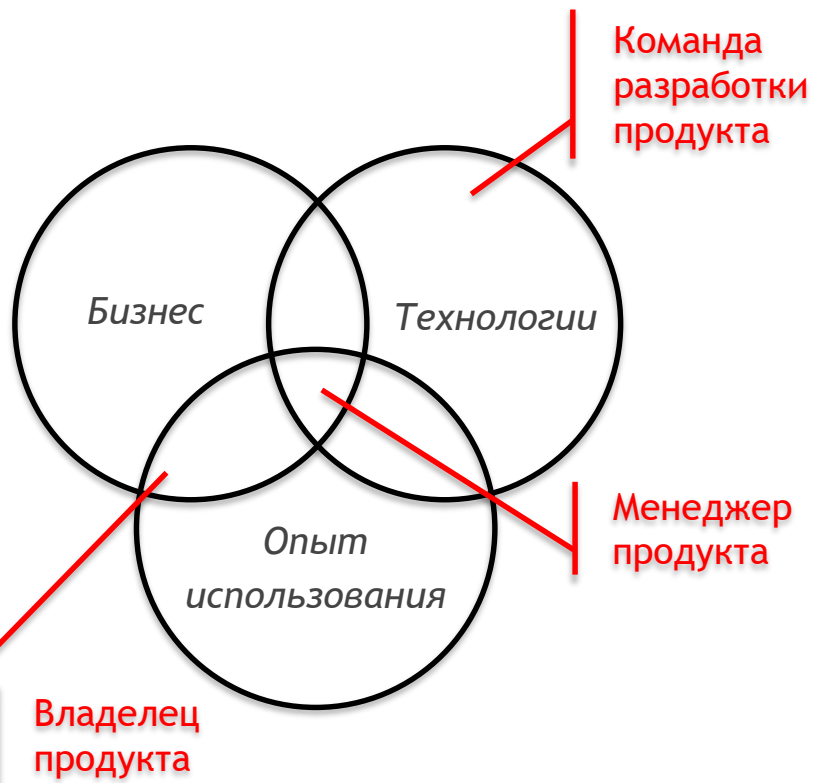 Команда
разработки
продукта
Бизнес
Технологии
Менеджер
продукта
Опыт
использования
Владелец
продукта